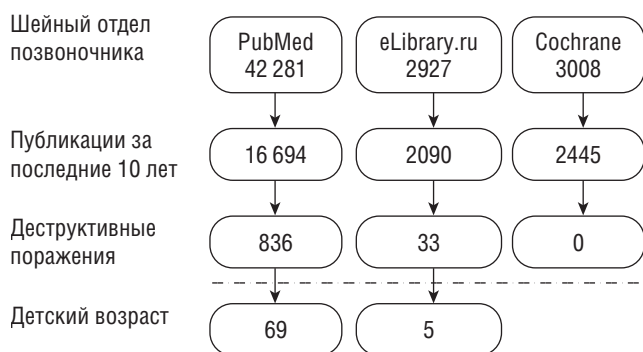 Шейный отдел
позвоночника
PubMed
42 281
eLibrary.ru
2927
Cochrane
3008
Публикации за
последние 10 лет
16 694
2090
2445
Деструктивные
поражения
836
33
0
Детский возраст
69
5